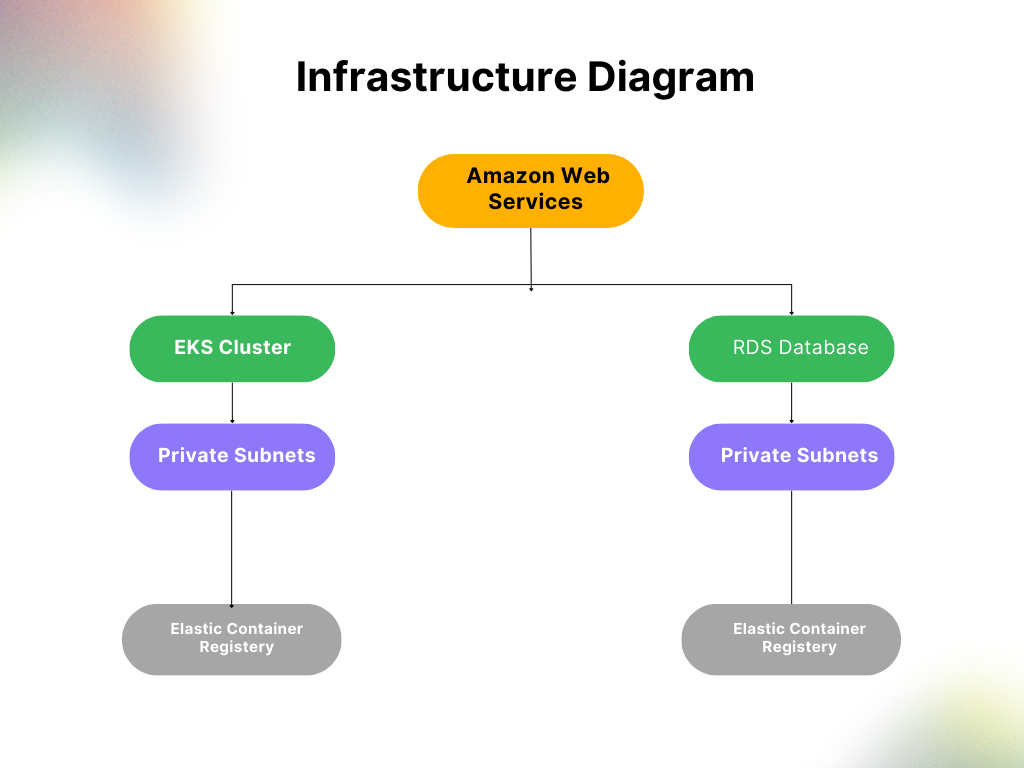 Infrastructure Diagram
Amazon Web
Services
EKS Cluster
RDS Database
Private Subnets
Private Subnets
Elastic Container
Registery
Elastic Container
Registery